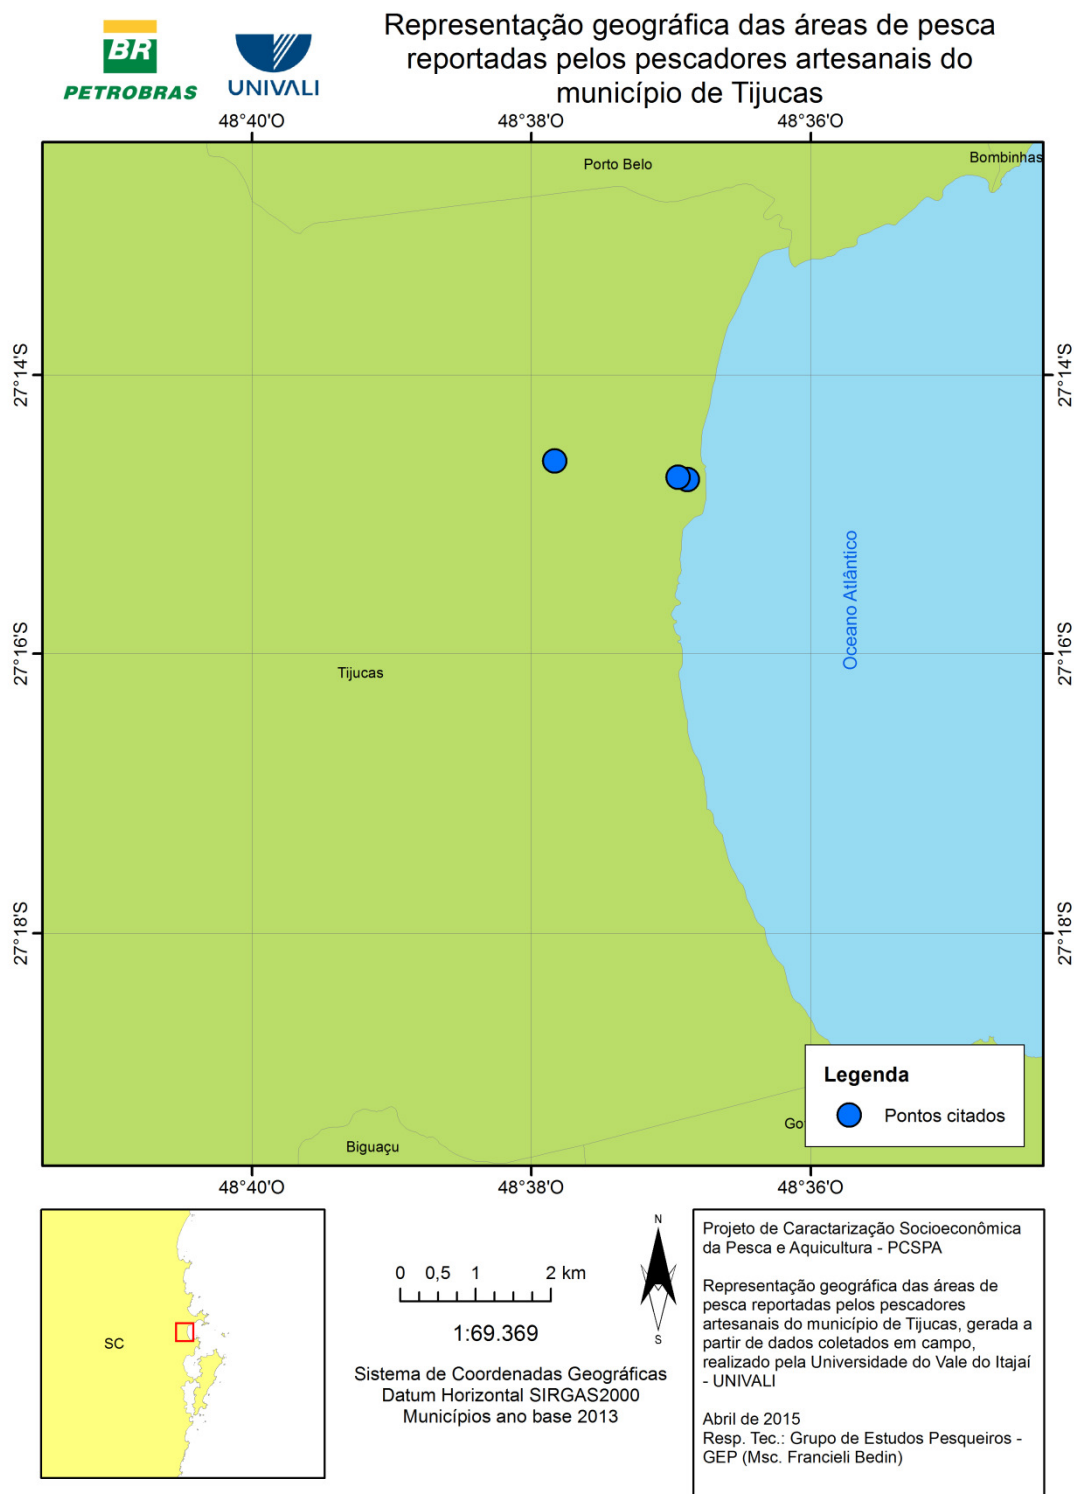 BR
PETROBRAS
UNIVALI
Representação geográfica das áreas de pesca
reportadas pelos pescadores artesanais do
município de Tijucas
48°40'O
48°38'O
48°36'O
Porto Belo
Bombinhas
27°14'S
27°14'S
Oceano Atlântico
27°16'S
27°16'S
Tijucas
27°18'S
27°18'S
Legenda
Pontos citados
Go
Biguaçu
48°40'O
48°38'O
48°36'O
SC
0 0,5 1 2 km
1:69.369
Sistema de Coordenadas Geográficas
Datum Horizontal SIRGAS2000
Municípios ano base 2013
N
S
Projeto de Caractarização Socioeconômica
da Pesca e Aquicultura - PCSPA
Representação geográfica das áreas de
pesca reportadas pelos pescadores
artesanais do município de Tijucas, gerada a
partir de dados coletados em campo,
realizado pela Universidade do Vale do Itajaí
- UNIVALI
Abril de 2015
Resp. Tec.: Grupo de Estudos Pesqueiros -
GEP (Msc. Francieli Bedin)